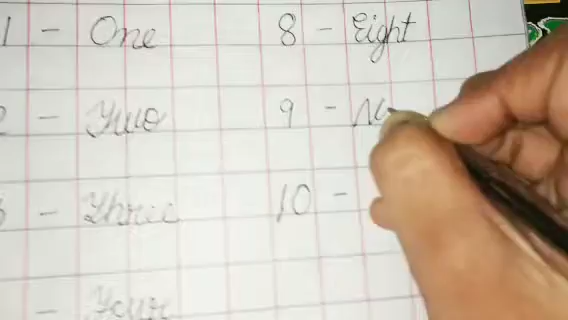 1 - One
2 - Two
3 - Three
- Four
8 - Eight
9 -
10 -